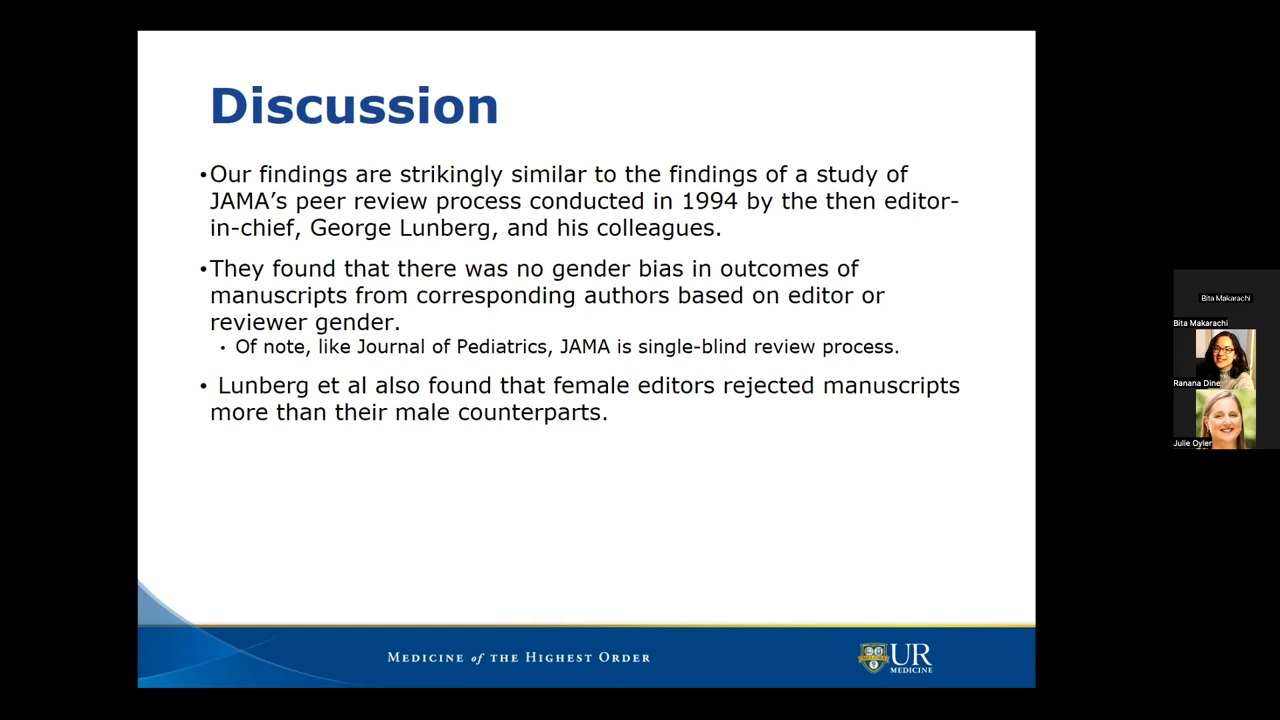 Discussion
•Our findings are strikingly similar to the findings of a study of
JAMA’s peer review process conducted in 1994 by the then editor-
in-chief, George Lunberg, and his colleagues.
•They found that there was no gender bias in outcomes of
manuscripts from corresponding authors based on editor or
reviewer gender.
• Of note, like Journal of Pediatrics, JAMA is single-blind review process.
• Lunberg et al also found that female editors rejected manuscripts
more than their male counterparts.
MEDICINE of THE HIGHEST ORDER
UR
MEDICINE
Bita Makarachi
Bita Makarachi
Ranana Dine
Julie Oyler